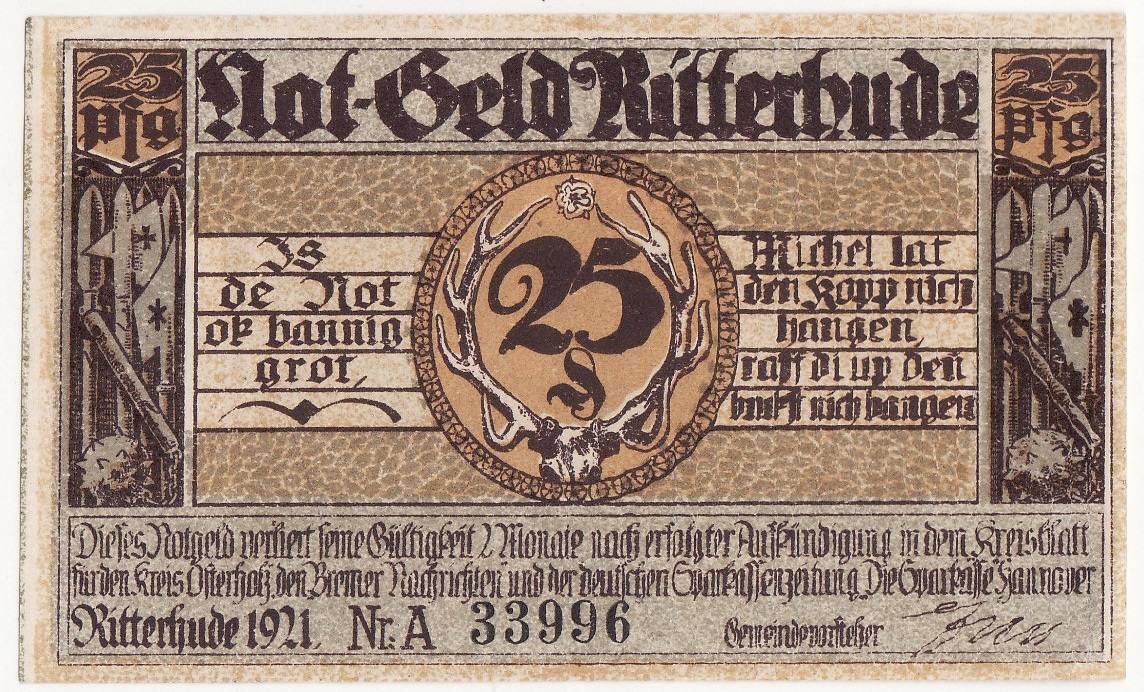 25
Pfg
Not-Geld Ritterhude
25
Pfg.
Is
de Not
ok bannig
grot,
25
₰
Michel lat
den Kopp nich
hangen,
raff di up den
brukst nich bangen
Dieses Notgeld verliert seine Gültigkeit 2 Monate nach erfolgter Aufkündigung in dem Kreisblatt
für den Kreis Osterholz, den Bremer Nachrichten und der deutschen Sparkassenzeitung. Die Sparkasse Hannover
Ritterhude 1921. Nr. A 33996 Gemeindevorsteher